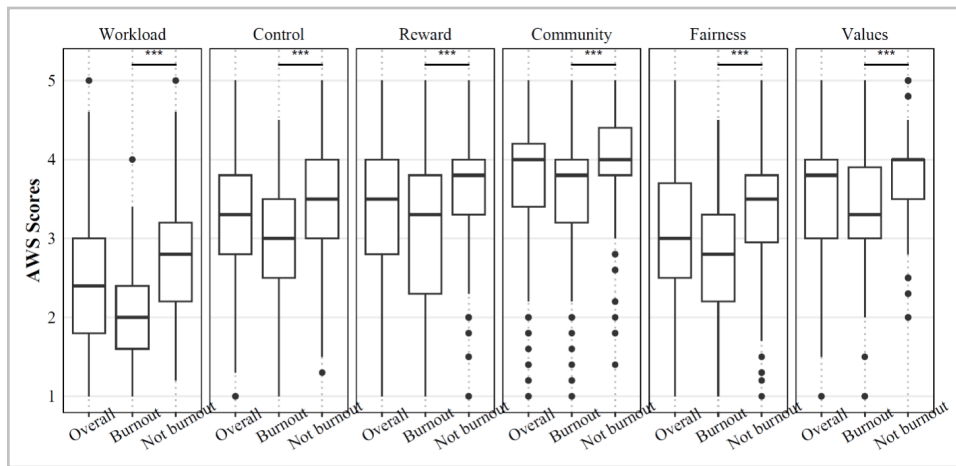 Workload Control Reward Community Fairness Values
*** *** *** *** *** ***
AWS Scores
5
4
3
2
1
Overall Burnout Not burnout Overall Burnout Not burnout Overall Burnout Not burnout Overall Burnout Not burnout Overall Burnout Not burnout Overall Burnout Not burnout